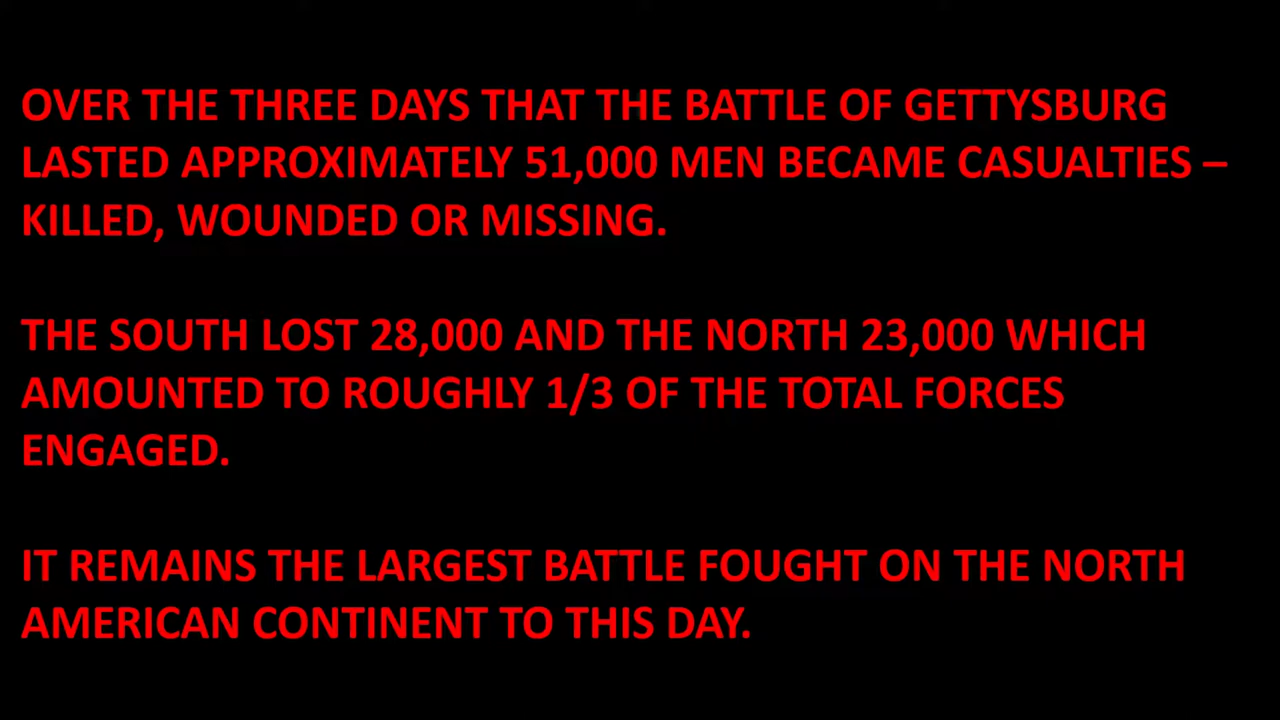 OVER THE THREE DAYS THAT THE BATTLE OF GETTYSBURG
LASTED APPROXIMATELY 51,000 MEN BECAME CASUALTIES –
KILLED, WOUNDED OR MISSING.
THE SOUTH LOST 28,000 AND THE NORTH 23,000 WHICH
AMOUNTED TO ROUGHLY 1/3 OF THE TOTAL FORCES
ENGAGED.
IT REMAINS THE LARGEST BATTLE FOUGHT ON THE NORTH
AMERICAN CONTINENT TO THIS DAY.